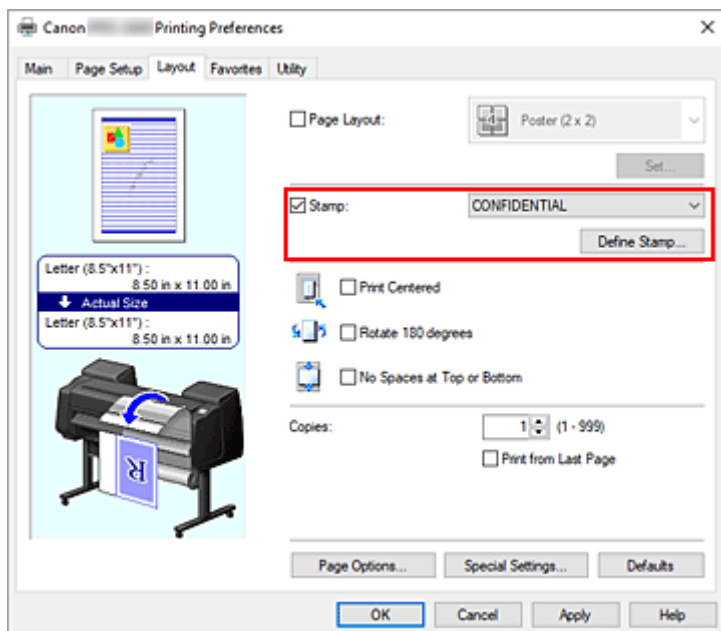 Canon Printing Preferences
Main Page Setup Layout Favorites Utility
Page Layout: Poster (2 x 2)
Set...
Stamp: CONFIDENTIAL
Define Stamp...
Letter (8.5"x11") :
8.50 in x 11.00 in
Actual Size
Letter (8.5"x11") :
8.50 in x 11.00 in
Print Centered
Rotate 180 degrees
No Spaces at Top or Bottom
Copies: 1 (1 - 999)
Print from Last Page
R
Page Options... Special Settings... Defaults
OK Cancel Apply Help